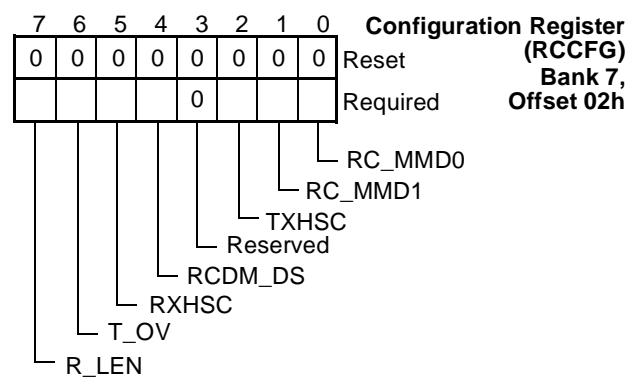 7 6 5 4 3 2 1 0
Configuration Register
(RCCFG)
Bank 7,
Offset 02h
0 0 0 0 0 0 0 0 Reset
0 Required
RC_MMD0
RC_MMD1
TXHSC
Reserved
RCDM_DS
RXHSC
T_OV
R_LEN